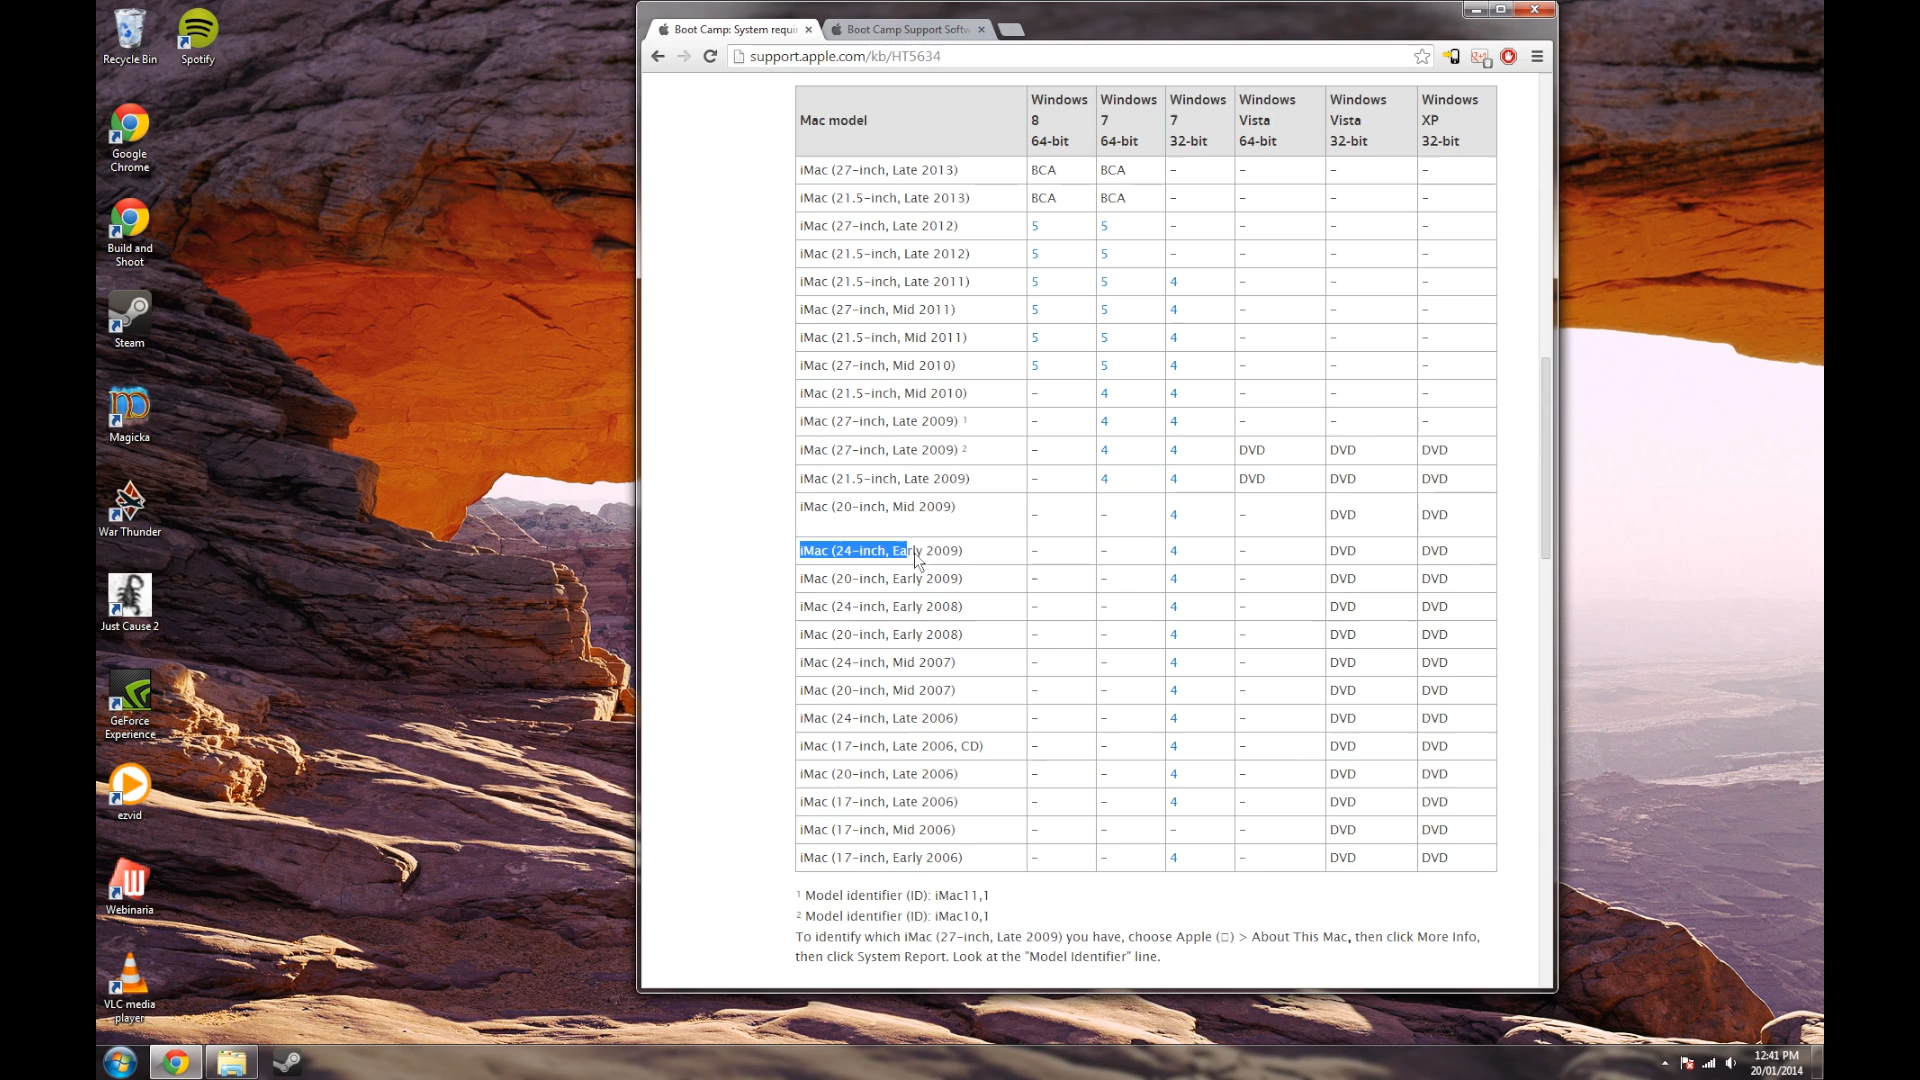 Recycle Bin
Spotify
Google
Chrome
Build and
Shoot
Steam
Magicka
War Thunder
Just Cause 2
GeForce
Experience
ezvid
Webinaria
VLC media
player
Boot Camp: System requi
Boot Camp Support Softw
support.apple.com/kb/HT5634
Mac model Windows 8 64-bit Windows 7 64-bit Windows 7 32-bit Windows Vista 64-bit Windows Vista 32-bit Windows XP 32-bit
iMac (27-inch, Late 2013) BCA BCA – – – –
iMac (21.5-inch, Late 2013) BCA BCA – – – –
iMac (27-inch, Late 2012) 5 5 – – – –
iMac (21.5-inch, Late 2012) 5 5 – – – –
iMac (21.5-inch, Late 2011) 5 5 4 – – –
iMac (27-inch, Mid 2011) 5 5 4 – – –
iMac (21.5-inch, Mid 2011) 5 5 4 – – –
iMac (27-inch, Mid 2010) 5 5 4 – – –
iMac (21.5-inch, Mid 2010) – 4 4 – – –
iMac (27-inch, Late 2009) 1 – 4 4 – – –
iMac (27-inch, Late 2009) 2 – 4 4 DVD DVD DVD
iMac (21.5-inch, Late 2009) – 4 4 DVD DVD DVD
iMac (20-inch, Mid 2009) – – 4 – DVD DVD
iMac (24-inch, Early 2009) – – 4 – DVD DVD
iMac (20-inch, Early 2009) – – 4 – DVD DVD
iMac (24-inch, Early 2008) – – 4 – DVD DVD
iMac (20-inch, Early 2008) – – 4 – DVD DVD
iMac (24-inch, Mid 2007) – – 4 – DVD DVD
iMac (20-inch, Mid 2007) – – 4 – DVD DVD
iMac (24-inch, Late 2006) – – 4 – DVD DVD
iMac (17-inch, Late 2006, CD) – – 4 – DVD DVD
iMac (20-inch, Late 2006) – – 4 – DVD DVD
iMac (17-inch, Late 2006) – – 4 – DVD DVD
iMac (17-inch, Mid 2006) – – – – DVD DVD
iMac (17-inch, Early 2006) – – 4 – DVD DVD
1 Model identifier (ID): iMac11,1
2 Model identifier (ID): iMac10,1
To identify which iMac (27-inch, Late 2009) you have, choose Apple (□) > About This Mac, then click More Info,
then click System Report. Look at the "Model Identifier" line.
12:41 PM
20/01/2014